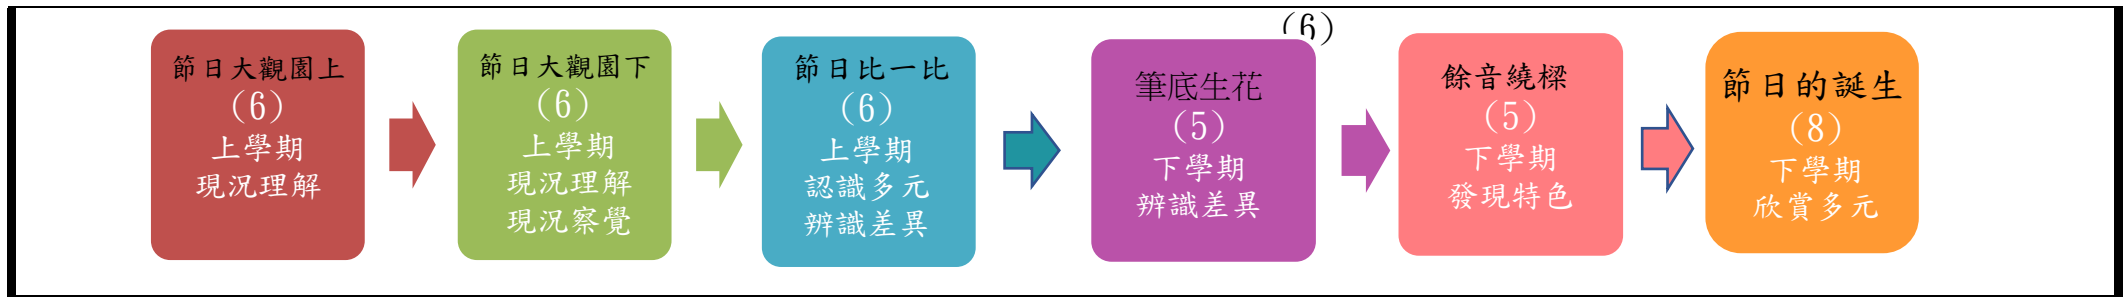 (6)
節日大觀園上
(6)
上學期
現況理解
節日大觀園下
(6)
上學期
現況理解
現況察覺
節日比一比
(6)
上學期
認識多元
辨識差異
筆底生花
(5)
下學期
辨識差異
餘音繞樑
(5)
下學期
發現特色
節日的誕生
(8)
下學期
欣賞多元